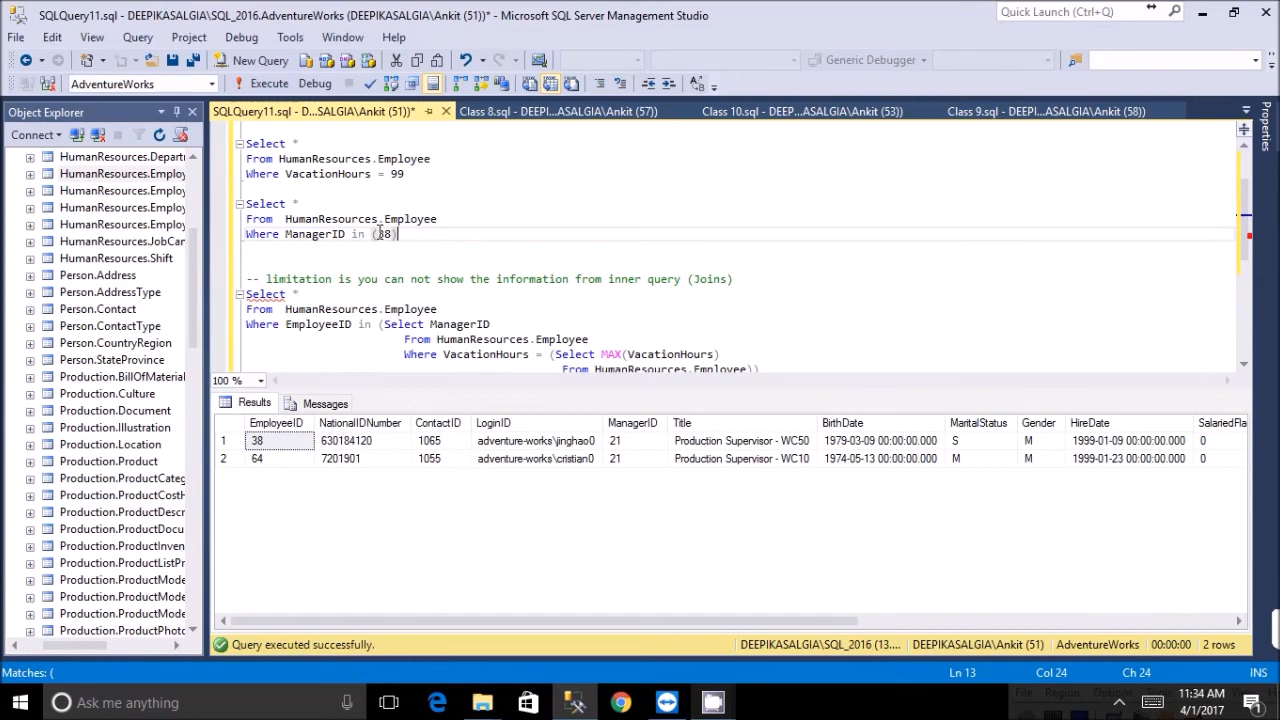 SQLQuery11.sql - DEEPIKASALGIA\SQL_2016.AdventureWorks (DEEPIKASALGIA\Ankit (51))* - Microsoft SQL Server Management Studio
Quick Launch (Ctrl+Q)
File Edit View Query Project Debug Tools Window Help
New Query Generic Debugger
AdventureWorks Execute Debug
Object Explorer
SQLQuery11.sql - D...SALGIA\Ankit (51))* Class 8.sql - DEEPI...ASALGIA\Ankit (57)) Class 10.sql - DEEP...ASALGIA\Ankit (53)) Class 9.sql - DEEPI...ASALGIA\Ankit (58))
Properties
Connect
HumanResources.Depar
HumanResources.Employ
HumanResources.Employ
HumanResources.Employ
HumanResources.Employ
HumanResources.JobCan
HumanResources.Shift
Person.Address
Person.AddressType
Person.Contact
Person.ContactType
Person.CountryRegion
Person.StateProvince
Production.BillOfMaterial
Production.Culture
Production.Document
Production.Illustration
Production.Location
Production.Product
Production.ProductCateg
Production.ProductCostH
Production.ProductDescr
Production.ProductDocu
Production.ProductInven
Production.ProductListPr
Production.ProductMode
Production.ProductMode
Production.ProductMode
Production.ProductPhoto
Select *
From HumanResources.Employee
Where VacationHours = 99
Select *
From HumanResources.Employee
Where ManagerID in (38)
-- limitation is you can not show the information from inner query (Joins)
Select *
From HumanResources.Employee
Where EmployeeID in (Select ManagerID
From HumanResources.Employee
Where VacationHours = (Select MAX(VacationHours)
From HumanResources.Employee))
100 %
Results Messages
EmployeeID NationalIDNumber ContactID LoginID ManagerID Title BirthDate MaritalStatus Gender HireDate SalariedFla
1 38 630184120 1065 adventure-works\jinghao0 21 Production Supervisor - WC50 1979-03-09 00:00:00.000 S M 1999-01-09 00:00:00.000 0
2 64 7201901 1055 adventure-works\cristian0 21 Production Supervisor - WC10 1974-05-13 00:00:00.000 M M 1999-01-23 00:00:00.000 0
Query executed successfully. DEEPIKASALGIA\SQL_2016 (13.... DEEPIKASALGIA\Ankit (51) AdventureWorks 00:00:00 2 rows
Matches: ( Ln 13 Col 24 Ch 24 INS
File Region Options
Ask me anything
11:34 AM
4/1/2017